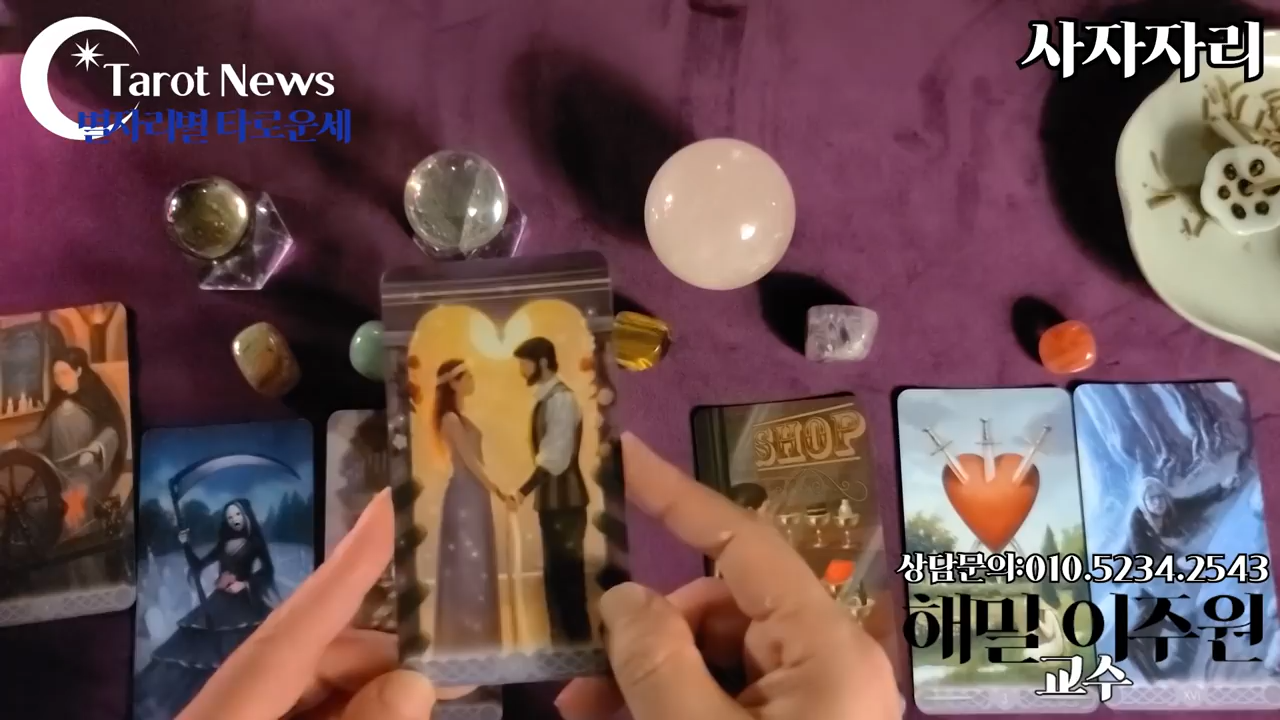 Tarot News
별자리별 타로운세
사자자리
SHOP
상담문의:010.5234.2543
해밀 이주원
교수
XVI